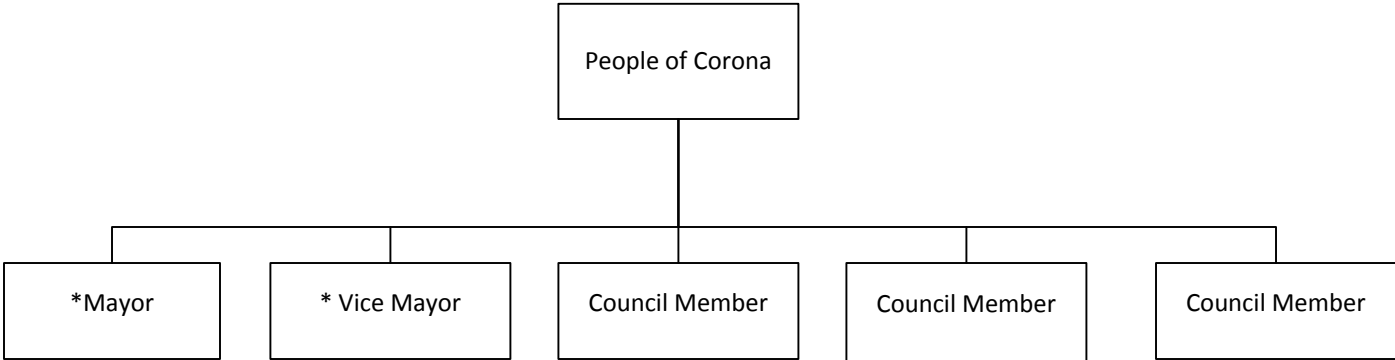 People of Corona
*Mayor
* Vice Mayor
Council Member
Council Member
Council Member